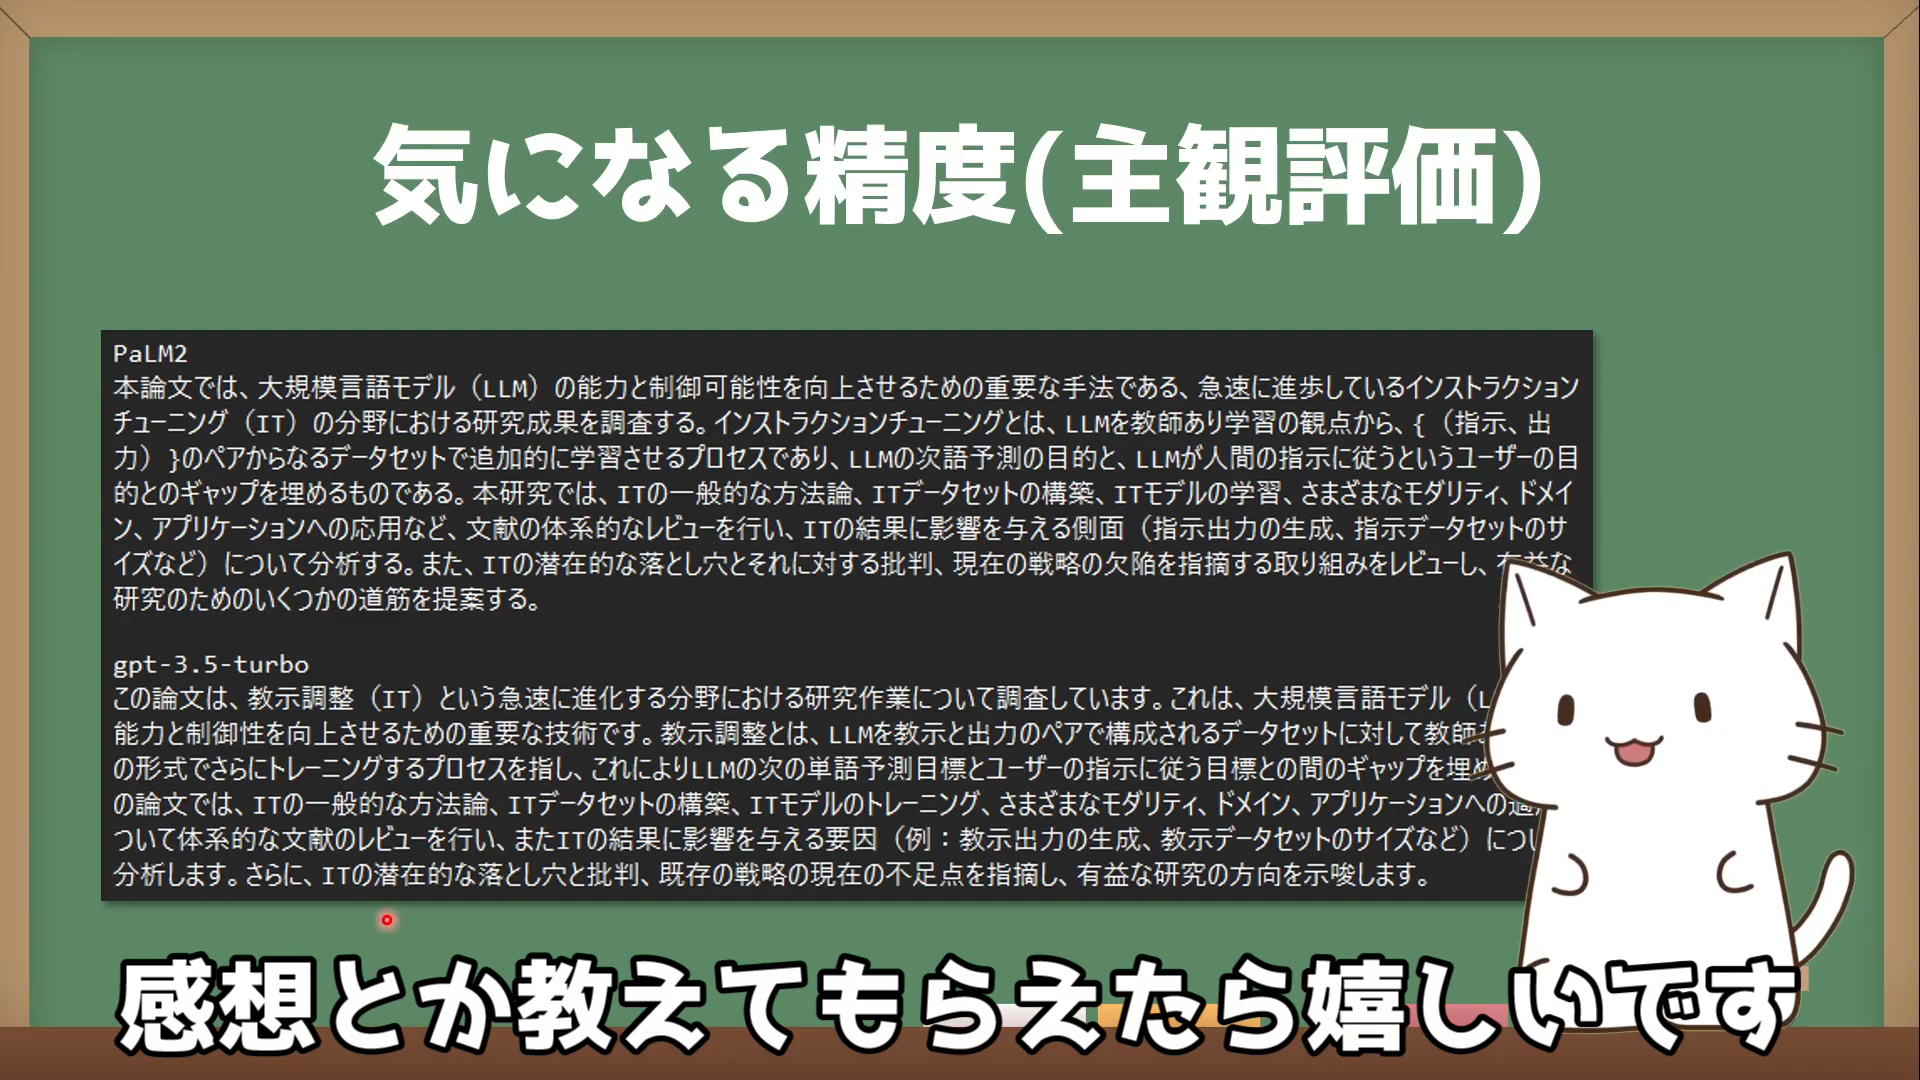 気になる精度(主観評価)
PaLM2
本論文では、大規模言語モデル（LLM）の能力と制御可能性を向上させるための重要な手法である、急速に進歩しているインストラクション
チューニング（IT）の分野における研究成果を調査する。インストラクションチューニングとは、LLMを教師あり学習の観点から、{（指示、出
力）}のペアからなるデータセットで追加的に学習させるプロセスであり、LLMの次語予測の目的と、LLMが人間の指示に従うというユーザーの目
的とのギャップを埋めるものである。本研究では、ITの一般的な方法論、ITデータセットの構築、ITモデルの学習、さまざまなモダリティ、ドメイ
ン、アプリケーションへの応用など、文献の体系的なレビューを行い、ITの結果に影響を与える側面（指示出力の生成、指示データセットのサ
イズなど）について分析する。また、ITの潜在的な落とし穴とそれに対する批判、現在の戦略の欠陥を指摘する取り組みをレビューし、有益な
研究のためのいくつかの道筋を提案する。
gpt-3.5-turbo
この論文は、教示調整（IT）という急速に進化する分野における研究作業について調査しています。これは、大規模言語モデル（L
能力と制御性を向上させるための重要な技術です。教示調整とは、LLMを教示と出力のペアで構成されるデータセットに対して教師
の形式でさらにトレーニングするプロセスを指し、これによりLLMの次の単語予測目標とユーザーの指示に従う目標との間のギャップを埋め
の論文では、ITの一般的な方法論、ITデータセットの構築、ITモデルのトレーニング、さまざまなモダリティ、ドメイン、アプリケーションへの
ついて体系的な文献のレビューを行い、またITの結果に影響を与える要因（例：教示出力の生成、教示データセットのサイズなど）につい
分析します。さらに、ITの潜在的な落とし穴と批判、既存の戦略の現在の不足点を指摘し、有益な研究の方向を示唆します。
感想とか教えてもらえたら嬉しいです